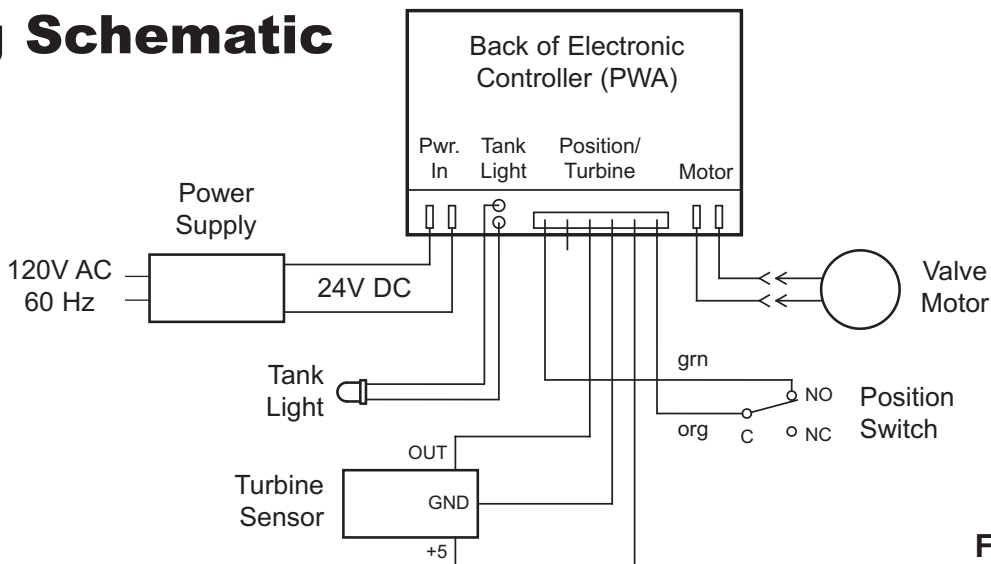 g Schematic
Back of Electronic
Controller (PWA)
Pwr.
In
Tank
Light
Position/
Turbine
Motor
Power
Supply
120V AC
60 Hz
24V DC
Valve
Motor
Tank
Light
grn
org
C
NO
NC
Position
Switch
OUT
GND
+5
Turbine
Sensor
F